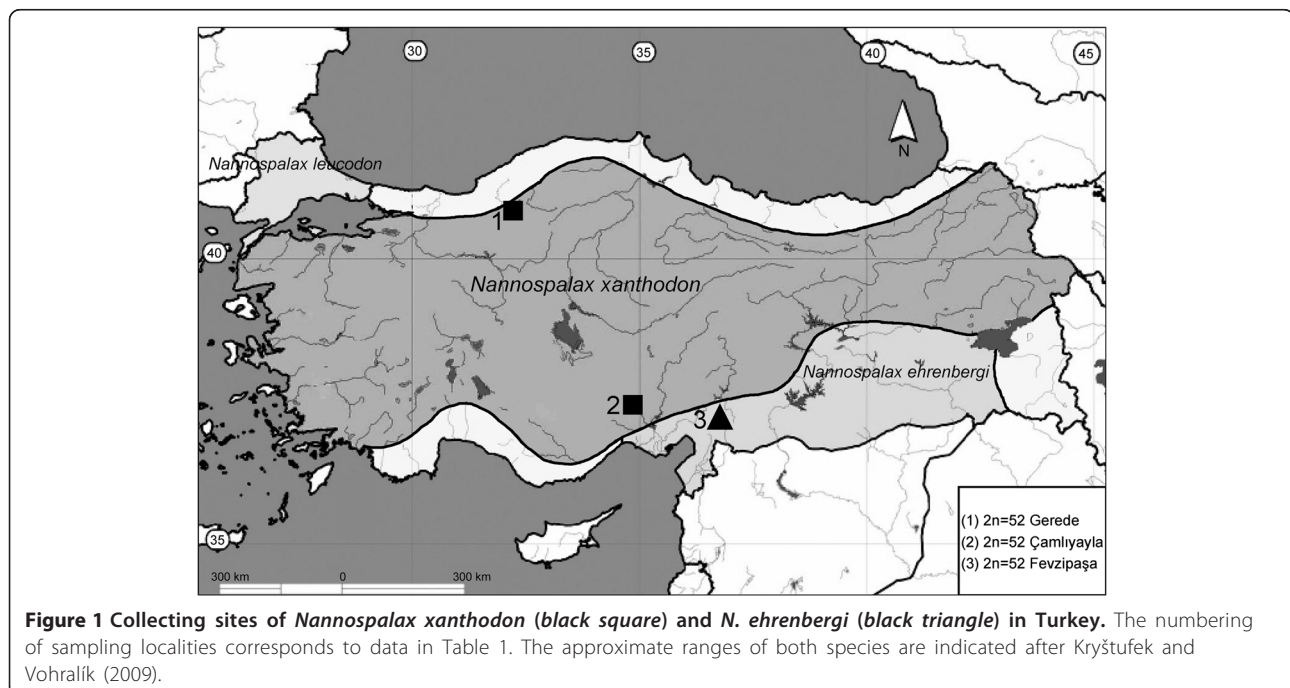 30
35
40
45
Nannospalax leucodon
N
1
40
Nannospalax xanthodon
Nannospalax ehrenbergi
2
3
35
(1) 2n=52 Gerede
(2) 2n=52 Çamlıyayla
(3) 2n=52 Fevzipaşa
300 km 0 300 km
Figure 1 Collecting sites of Nannospalax xanthodon (black square) and N. ehrenbergi (black triangle) in Turkey. The numbering
of sampling localities corresponds to data in Table 1. The approximate ranges of both species are indicated after Kryštufek and
Vohralík (2009).